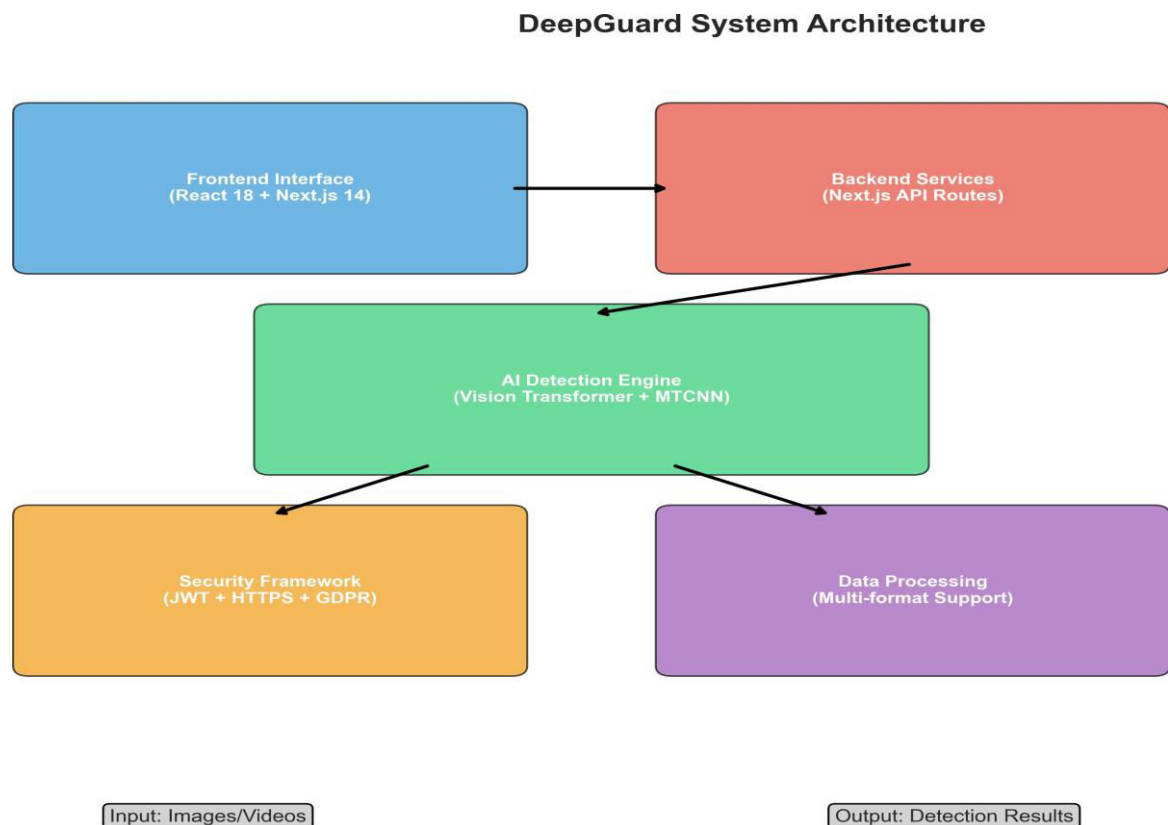 DeepGuard System Architecture
Frontend Interface
(React 18 + Next.js 14)
Backend Services
(Next.js API Routes)
AI Detection Engine
(Vision Transformer + MTCNN)
Security Framework
(JWT + HTTPS + GDPR)
Data Processing
(Multi-format Support)
Input: Images/Videos
Output: Detection Results